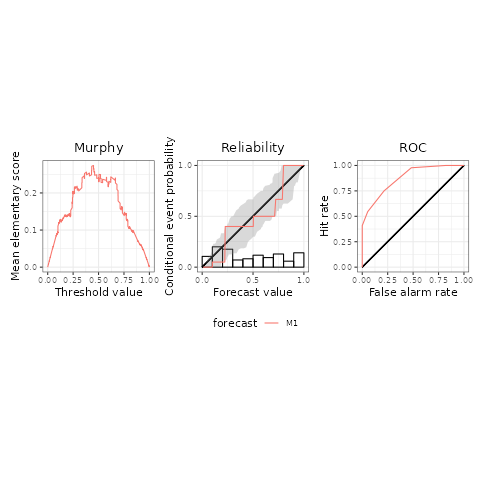 Murphy
Reliability
ROC
Mean elementary score
0.2
0.1
0.0
0.00 0.25 0.50 0.75 1.00
Threshold value
Conditional event probability
1.0
0.5
0.0
0.0 0.5 1.0
Forecast value
Hit rate
1.00
0.75
0.50
0.25
0.00
0.00 0.25 0.50 0.75 1.00
False alarm rate
forecast M1